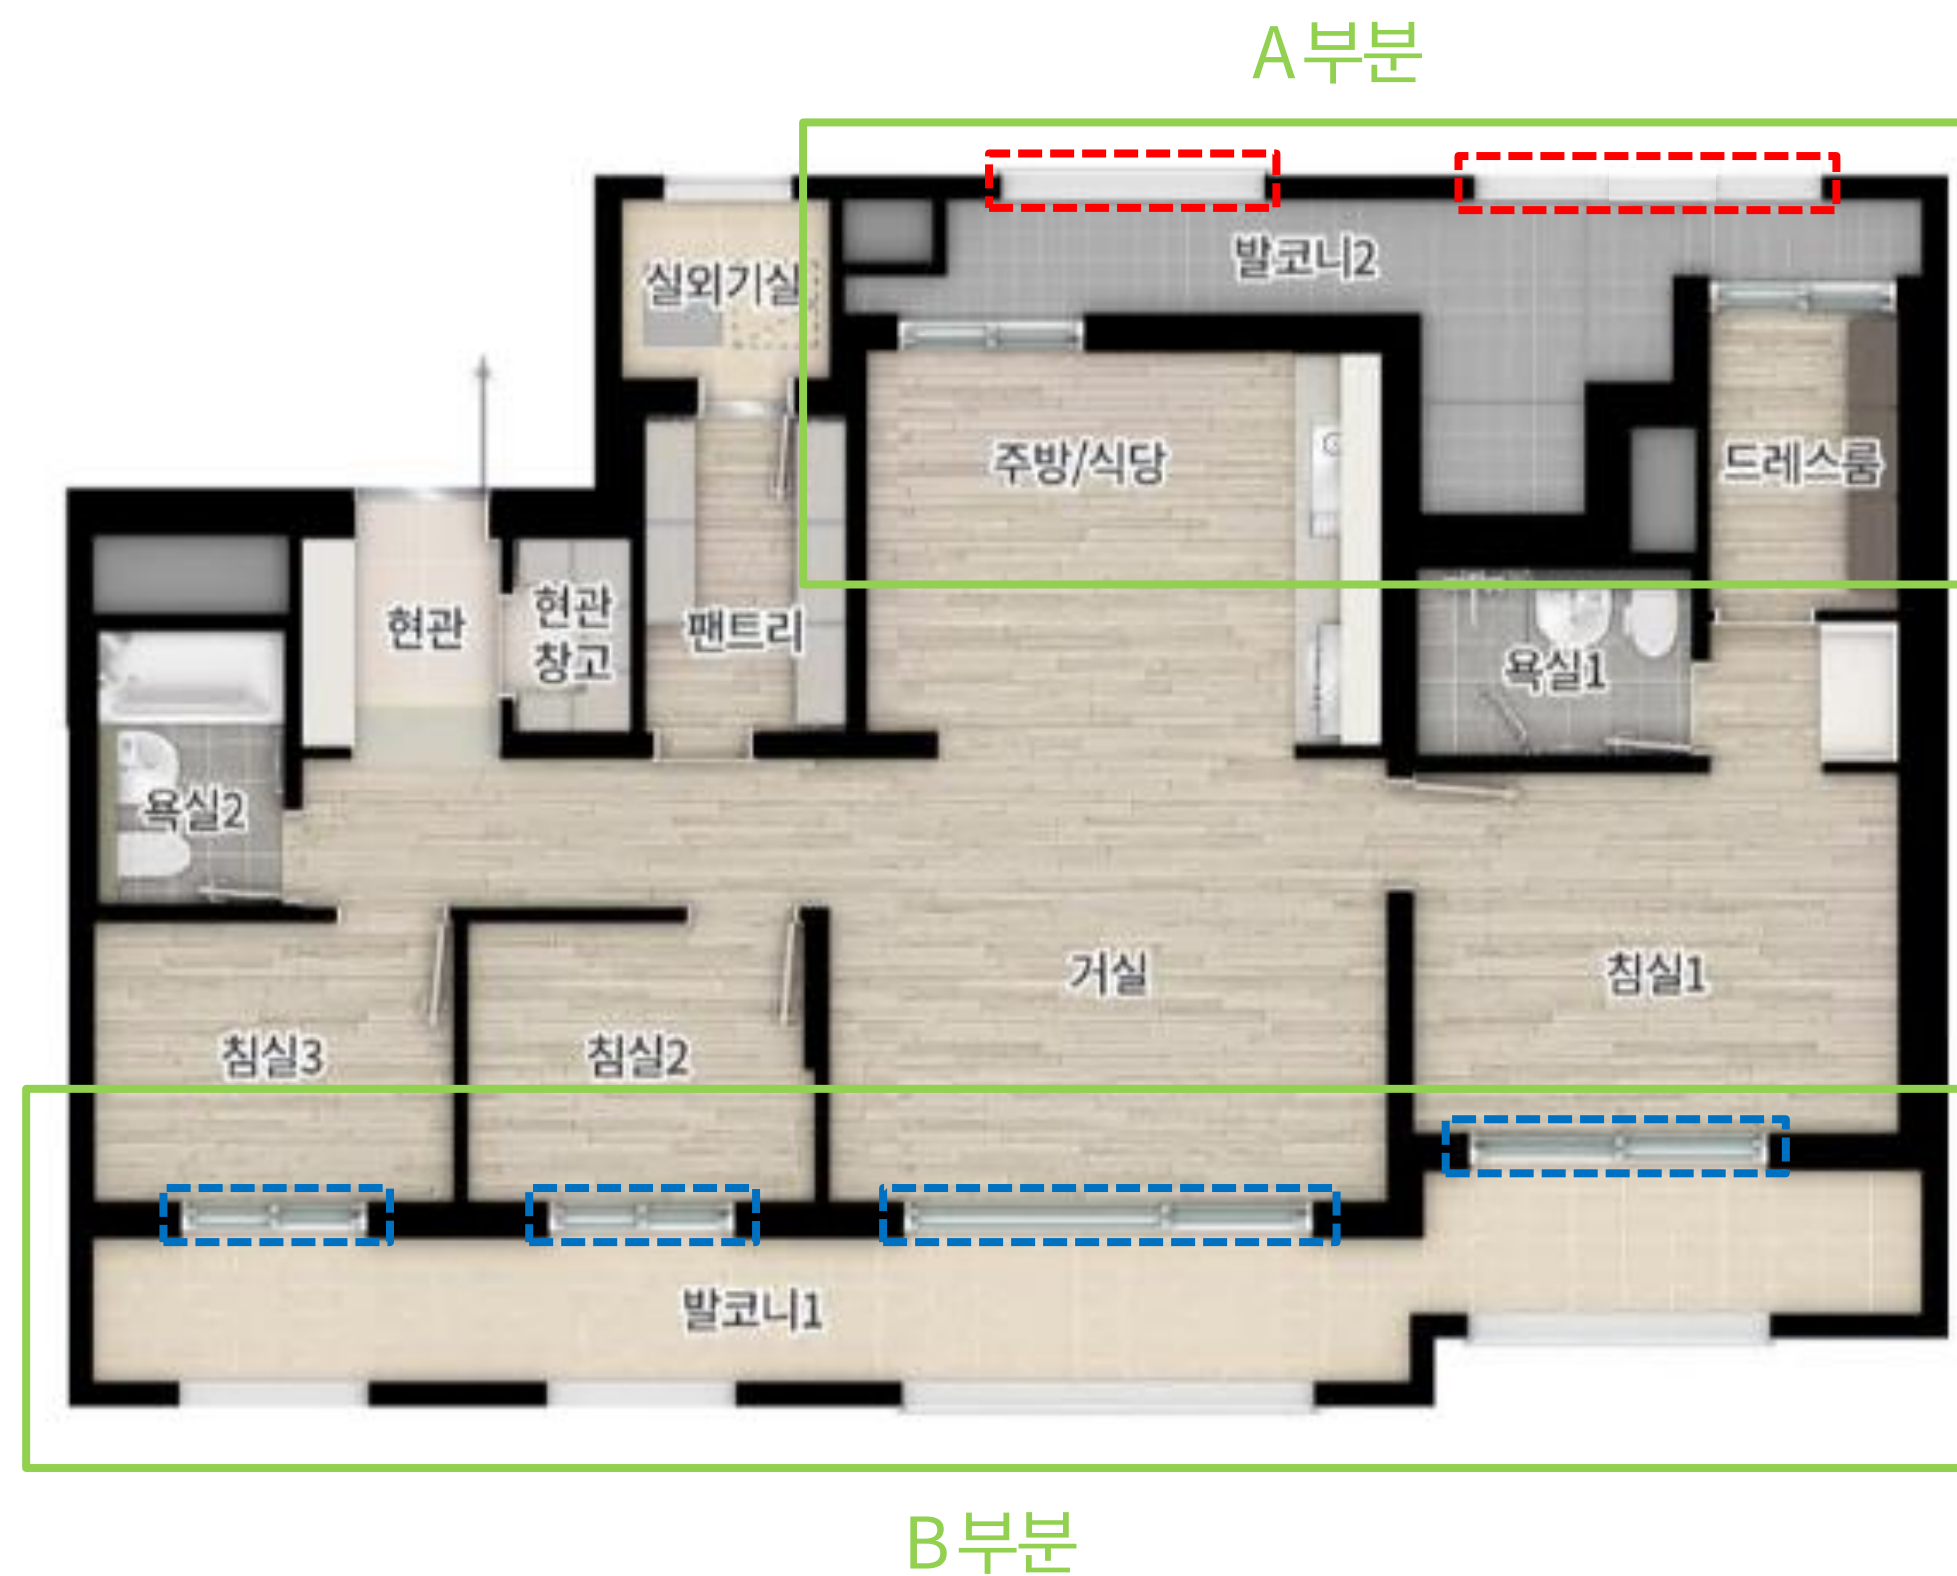 A 부분
발코니2
실외기실
주방/식당
드레스룸
현관
현관
창고
팬트리
욕실1
욕실2
거실
침실1
침실3
침실2
발코니1
B 부분